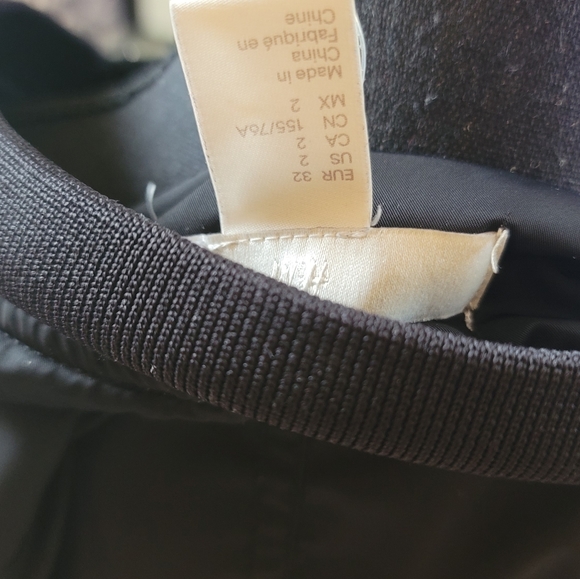 EUR 32
US 2
CA 2
CN 155/76A
MX 2
Made in
China
Fabriqué en
Chine
H&M